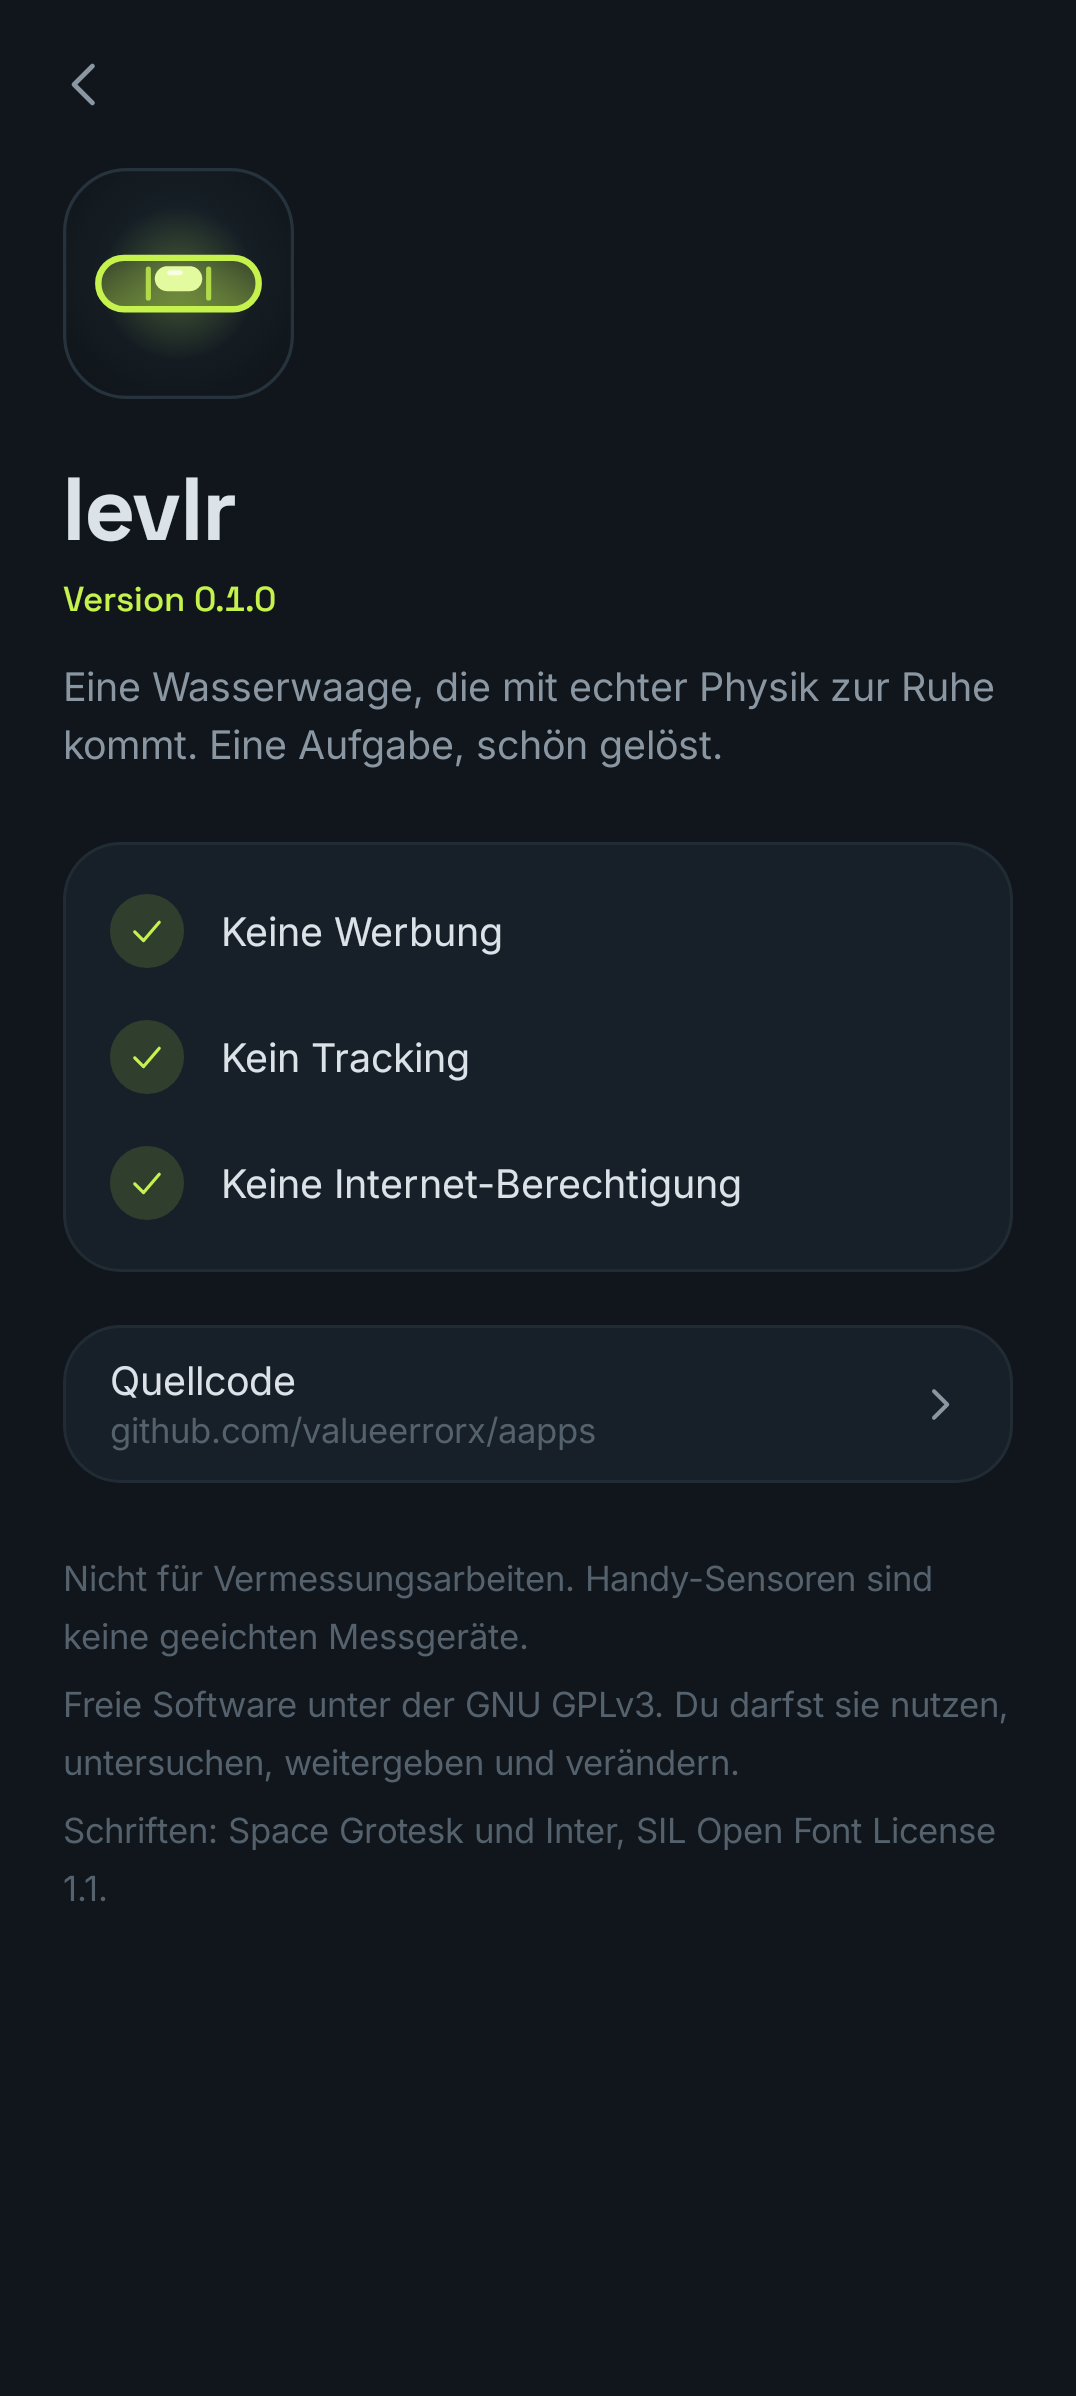 levlr
Version 0.1.0
Eine Wasserwaage, die mit echter Physik zur Ruhe
kommt. Eine Aufgabe, schön gelöst.
Keine Werbung
Kein Tracking
Keine Internet-Berechtigung
Quellcode
github.com/valueerrorx/aapps
Nicht für Vermessungsarbeiten. Handy-Sensoren sind
keine geeichten Messgeräte.
Freie Software unter der GNU GPLv3. Du darfst sie nutzen,
untersuchen, weitergeben und verändern.
Schriften: Space Grotesk und Inter, SIL Open Font License
1.1.